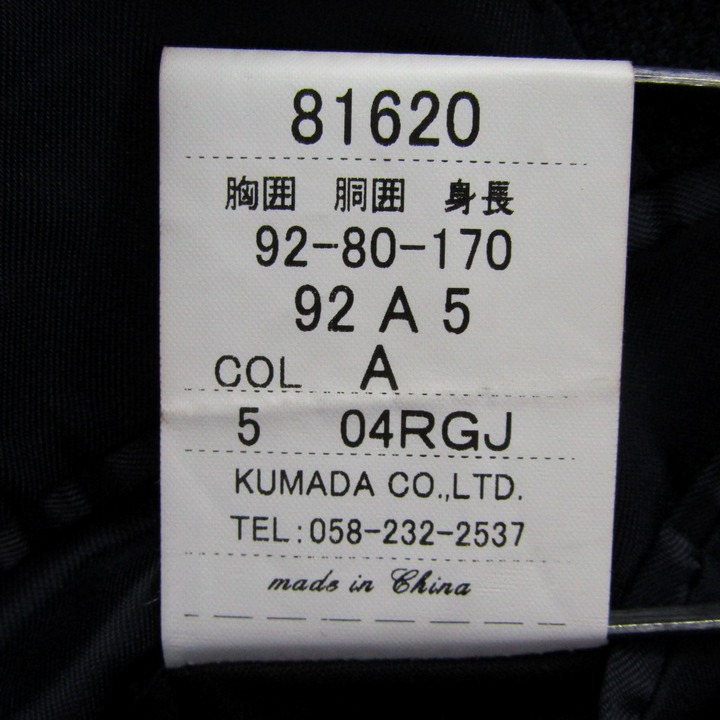 81620
胸囲 胴囲 身長
92-80-170
92 A 5
COL A
5 04RGJ
KUMADA CO.,LTD.
TEL:058-232-2537
made in China